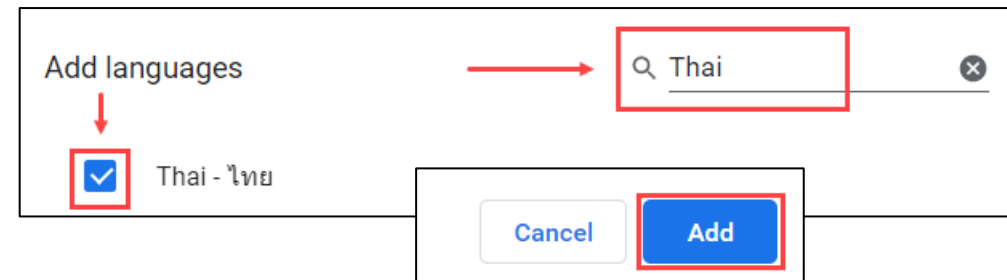 Add languages
Thai
Thai - ไทย
Cancel
Add